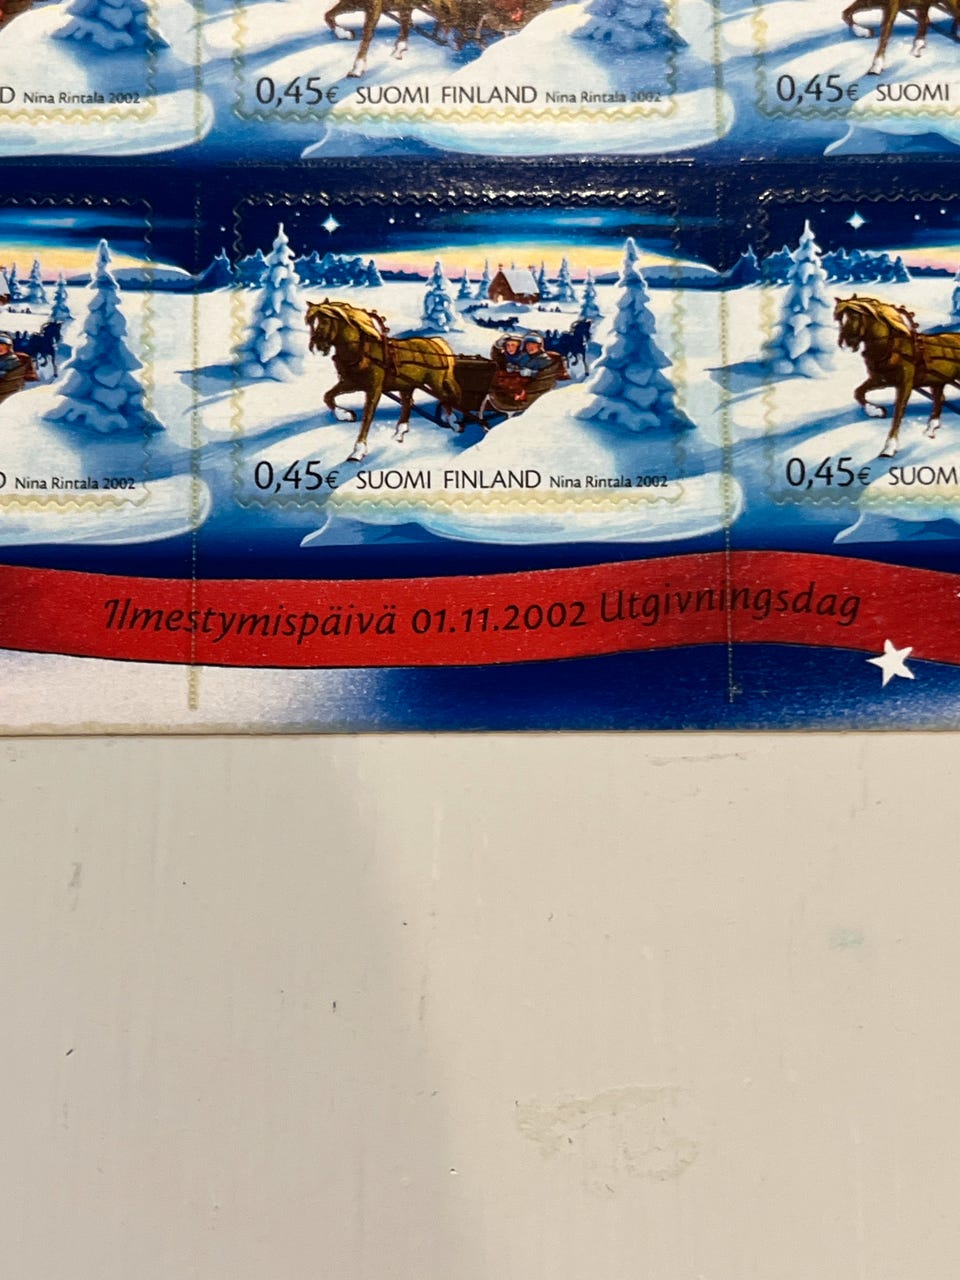 D Nina Rintala 2002
0,45€ SUOMI FINLAND Nina Rintala 2002
0,45€ SUOMI
D Nina Rintala 2002
0,45€ SUOMI FINLAND Nina Rintala 2002
0,45€ SUOMI
Ilmestymispäivä 01.11.2002 Utgivningsdag